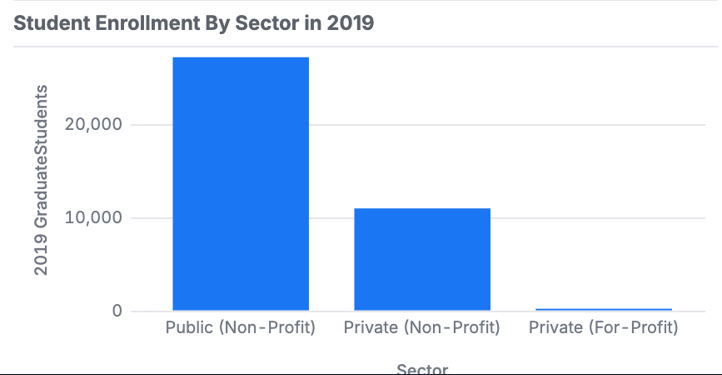 Student Enrollment By Sector in 2019
2019 GraduateStudents
20,000
10,000
0
Public (Non-Profit)
Private (Non-Profit)
Private (For-Profit)
Sector